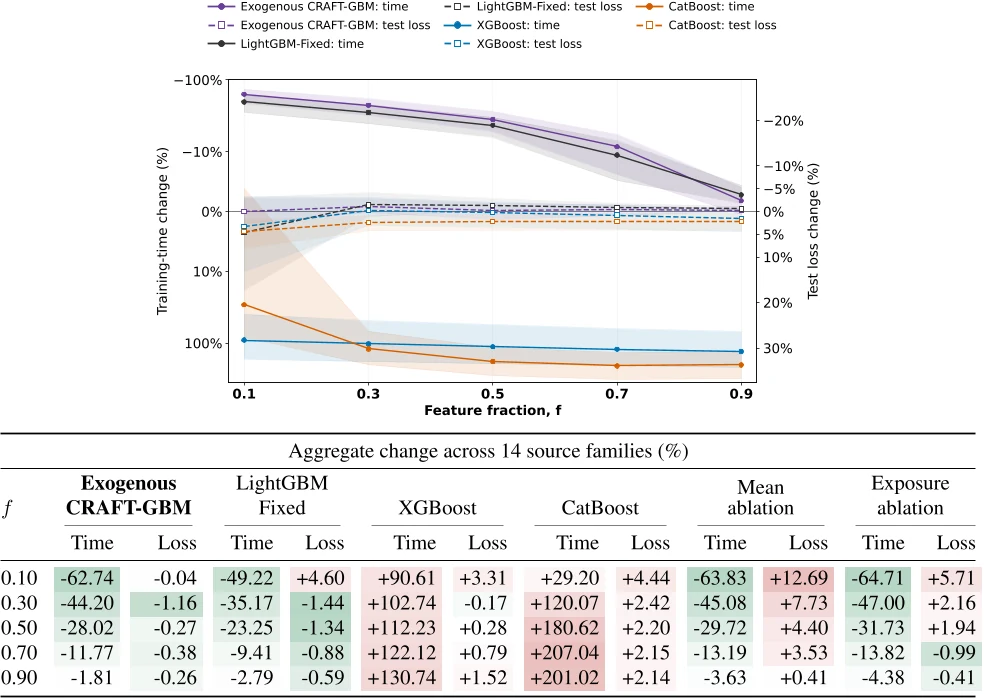 Exogenous CRAFT-GBM: time
LightGBM-Fixed: test loss
CatBoost: time
Exogenous CRAFT-GBM: test loss
XGBoost: time
CatBoost: test loss
LightGBM-Fixed: time
XGBoost: test loss
Training-time change (%)
−100%
−10%
0%
10%
100%
Test loss change (%)
−20%
−10%
−5%
0%
5%
10%
20%
30%
0.1 0.3 0.5 0.7 0.9
Feature fraction, f
Aggregate change across 14 source families (%)
f Exogenous CRAFT-GBM LightGBM Fixed XGBoost CatBoost Mean ablation Exposure ablation
Time Loss Time Loss Time Loss Time Loss Time Loss Time Loss
0.10 -62.74 -0.04 -49.22 +4.60 +90.61 +3.31 +29.20 +4.44 -63.83 +12.69 -64.71 +5.71
0.30 -44.20 -1.16 -35.17 -1.44 +102.74 -0.17 +120.07 +2.42 -45.08 +7.73 -47.00 +2.16
0.50 -28.02 -0.27 -23.25 -1.34 +112.23 +0.28 +180.62 +2.20 -29.72 +4.40 -31.73 +1.94
0.70 -11.77 -0.38 -9.41 -0.88 +122.12 +0.79 +207.04 +2.15 -13.19 +3.53 -13.82 -0.99
0.90 -1.81 -0.26 -2.79 -0.59 +130.74 +1.52 +201.02 +2.14 -3.63 +0.41 -4.38 -0.41